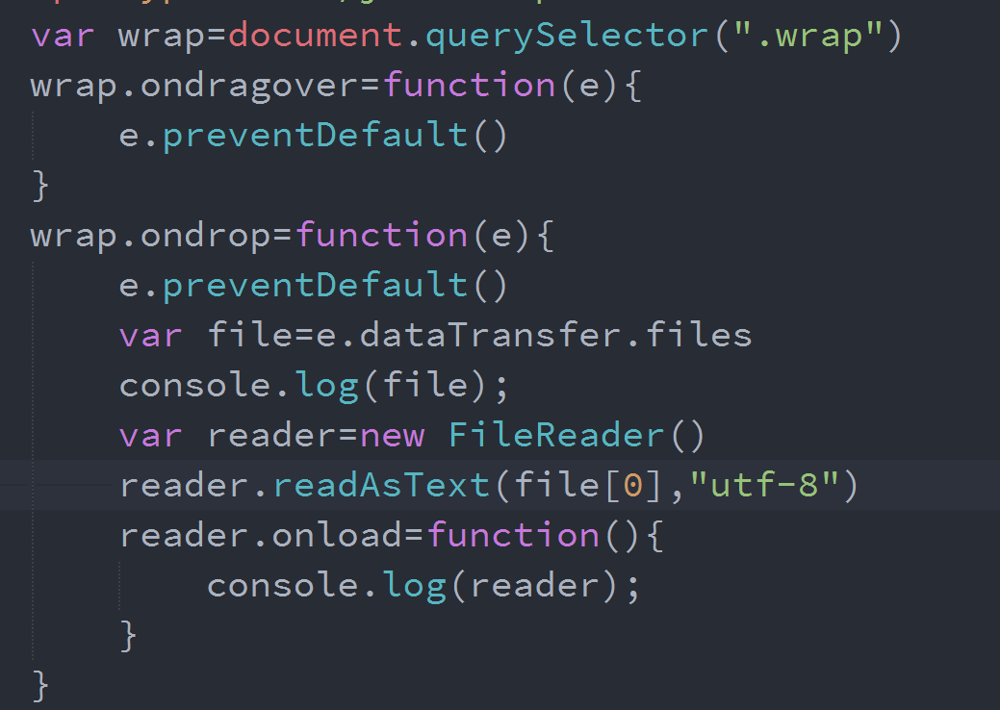 var wrap=document.querySelector(".wrap")
wrap.ondragover=function(e){
    e.preventDefault()
}
wrap.ondrop=function(e){
    e.preventDefault()
    var file=e.dataTransfer.files
    console.log(file);
    var reader=new FileReader()
    reader.readAsText(file[0],"utf-8")
    reader.onload=function(){
        console.log(reader);
    }
}